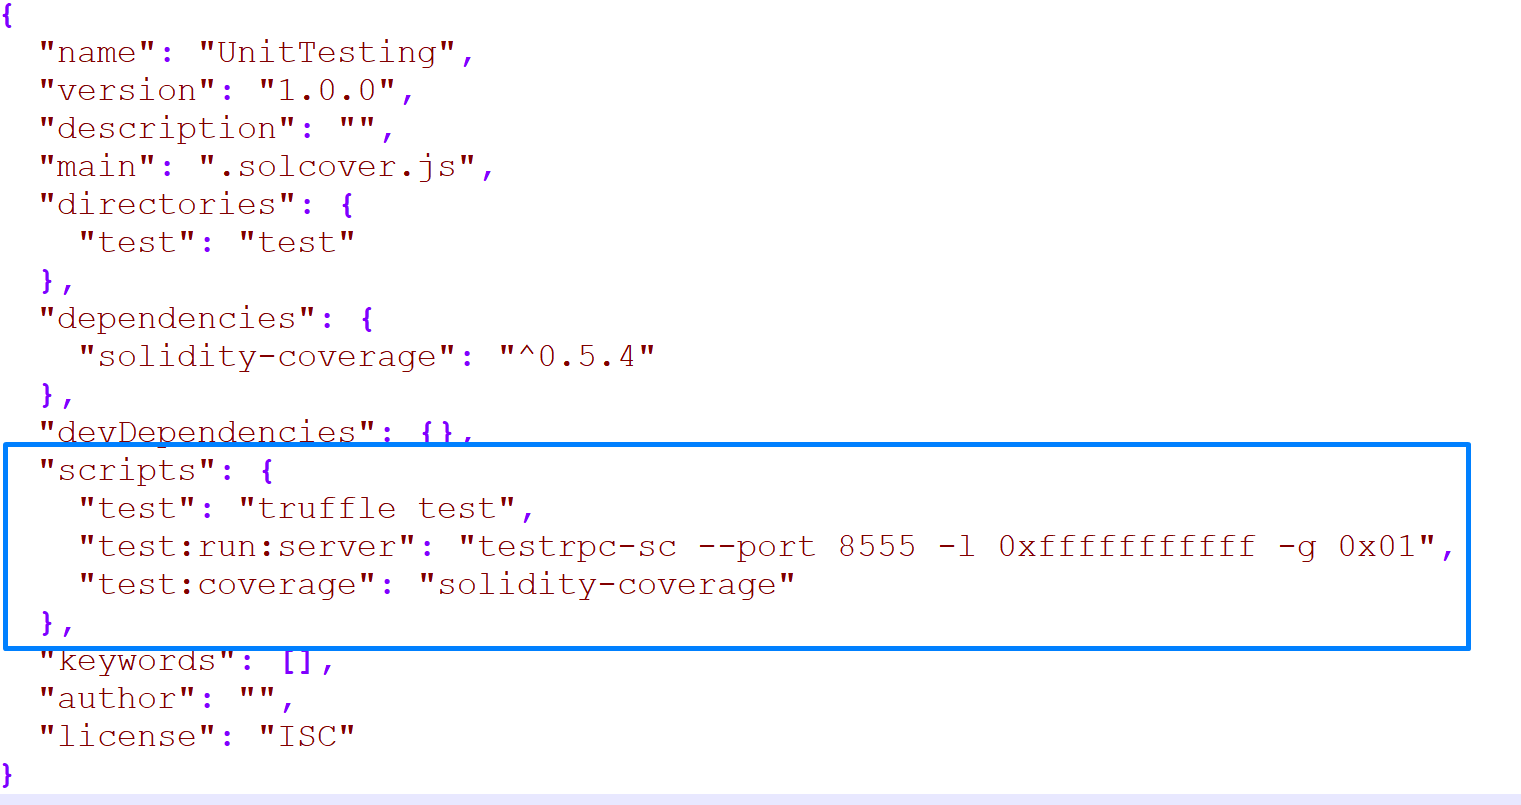 {
  "name": "UnitTesting",
  "version": "1.0.0",
  "description": "",
  "main": ".solcover.js",
  "directories": {
    "test": "test"
  },
  "dependencies": {
    "solidity-coverage": "^0.5.4"
  },
  "devDependencies": {},
  "scripts": {
    "test": "truffle test",
    "test:run:server": "testrpc-sc --port 8555 -l 0xfffffffffff -g 0x01",
    "test:coverage": "solidity-coverage"
  },
  "keywords": [],
  "author": "",
  "license": "ISC"
}